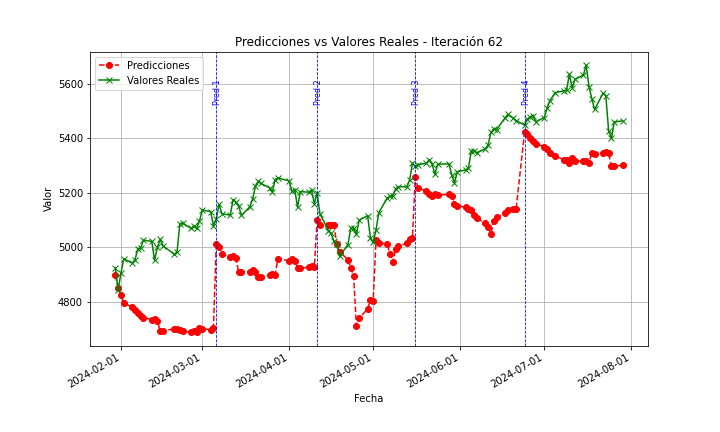 Predicciones vs Valores Reales - Iteración 62
Predicciones
Valores Reales
Pred 1
Pred 2
Pred 3
Pred 4
5600
5400
5200
5000
4800
Valor
2024-02-01
2024-03-01
2024-04-01
2024-05-01
2024-06-01
2024-07-01
2024-08-01
Fecha